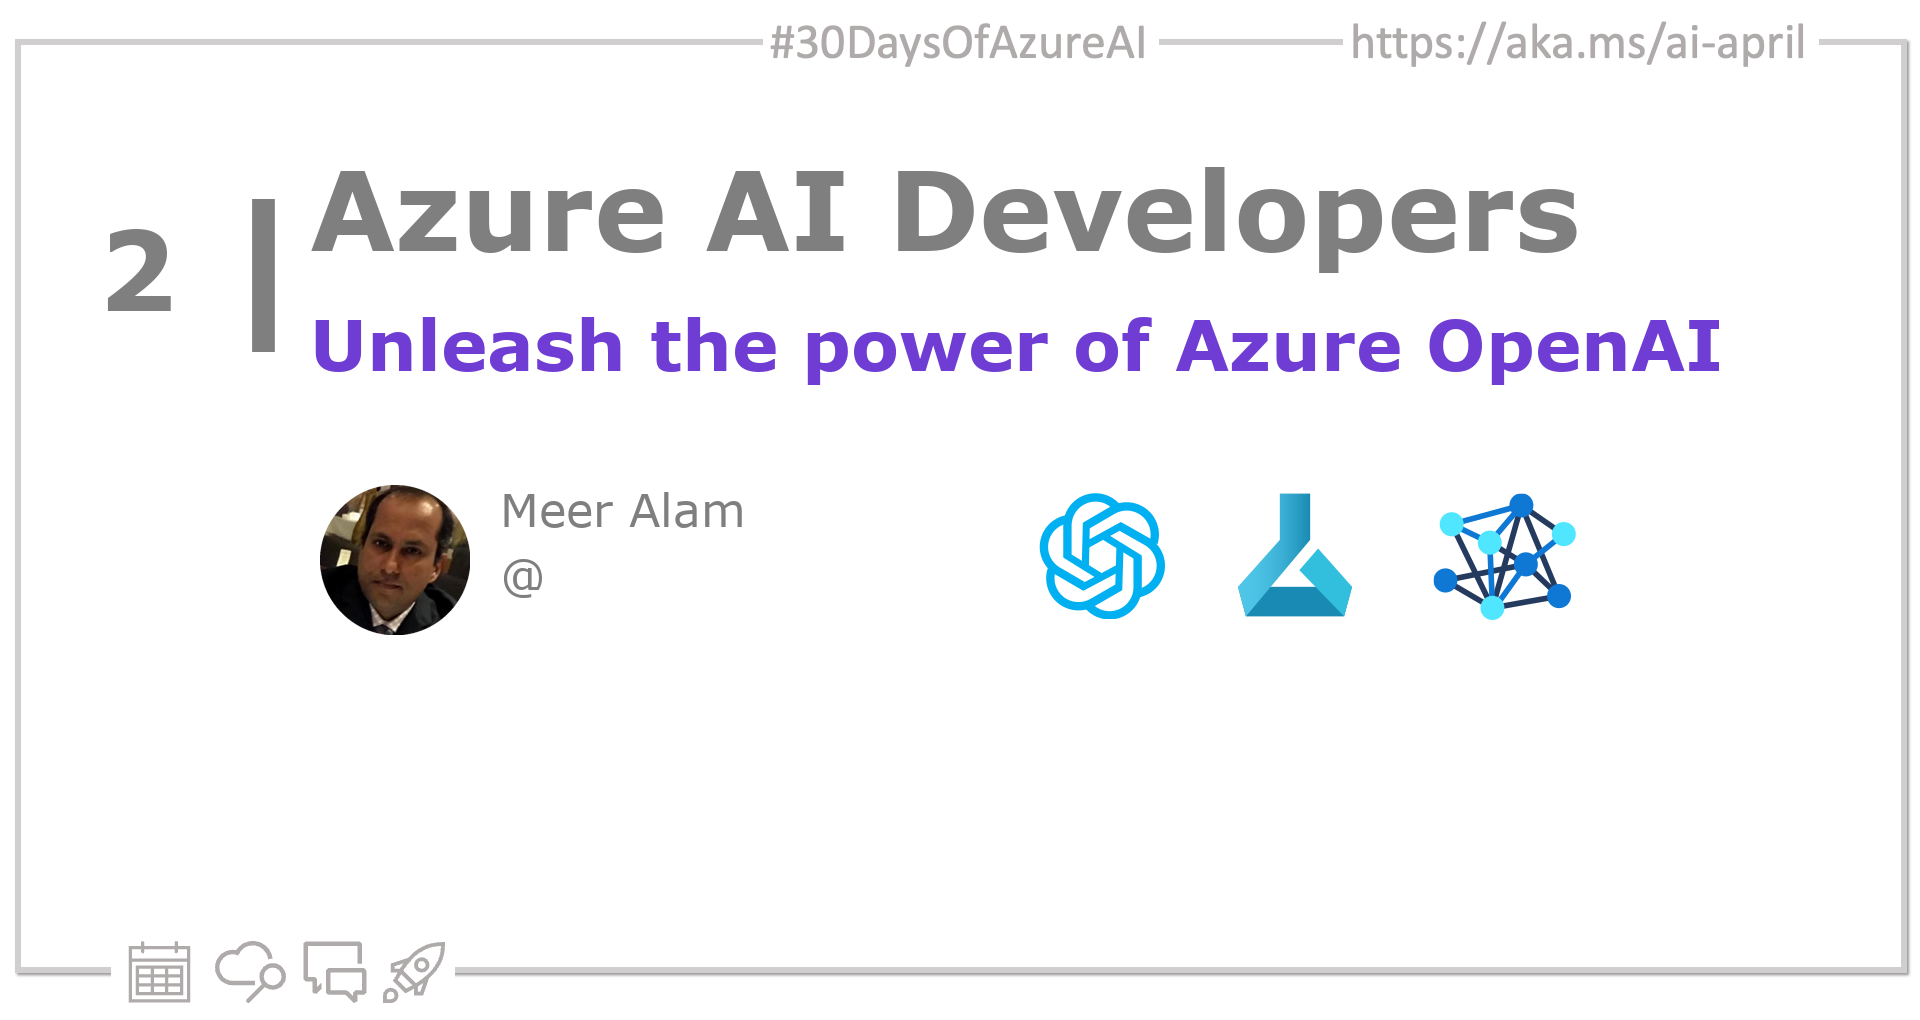 #30DaysOfAzureAI https://aka.ms/ai-april
2
Azure AI Developers
Unleash the power of Azure OpenAI
Meer Alam
@